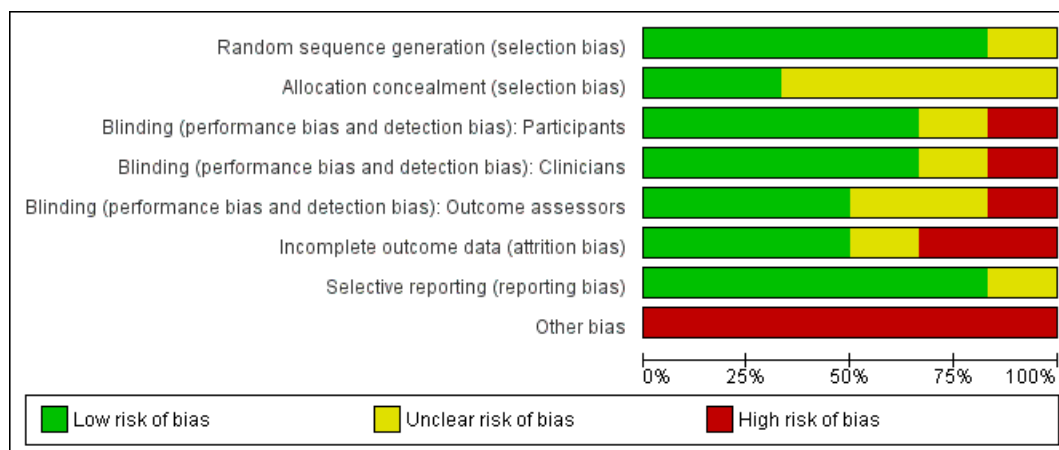 Random sequence generation (selection bias)
Allocation concealment (selection bias)
Blinding (performance bias and detection bias): Participants
Blinding (performance bias and detection bias): Clinicians
Blinding (performance bias and detection bias): Outcome assessors
Incomplete outcome data (attrition bias)
Selective reporting (reporting bias)
Other bias
0% 25% 50% 75% 100%
Low risk of bias Unclear risk of bias High risk of bias